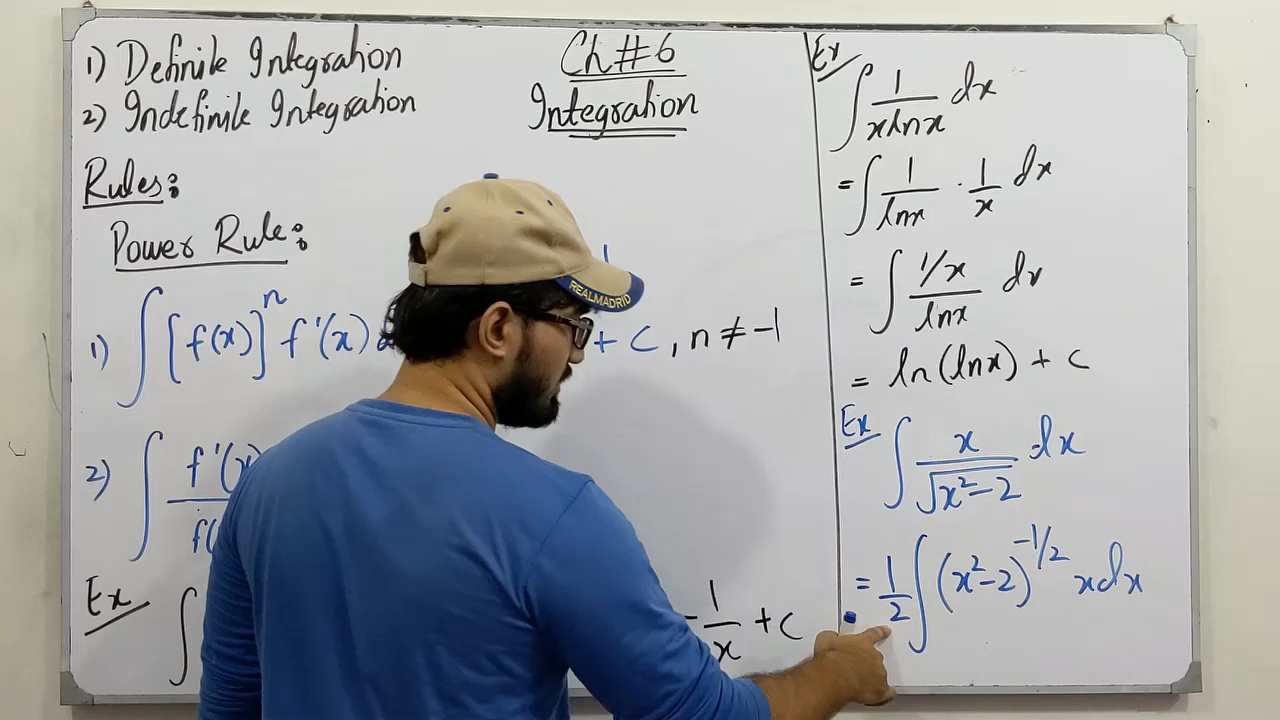 1) Definite Integration
2) Indefinite Integration
Ch#6
Integration
Rules:
Power Rule:
1) ∫ [f(x)]^n f'(x)
+ c, n ≠ -1
2) ∫ f'(x)
Ex
∫
-1/x + c
REALMADRID
Ex
∫ 1/(x lnx) dx
= ∫ 1/lnx · 1/x dx
= ∫ (1/x)/lnx dx
= ln(lnx) + c
Ex
∫ x/√(x²-2) dx
= 1/2 ∫ (x²-2)^(-1/2) x dx